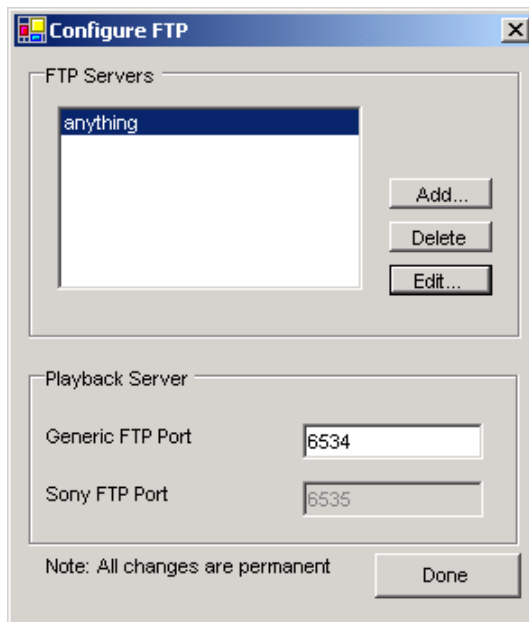 Configure FTP
FTP Servers
anything
Add...
Delete
Edit...
Playback Server
Generic FTP Port
6534
Sony FTP Port
6535
Note: All changes are permanent
Done